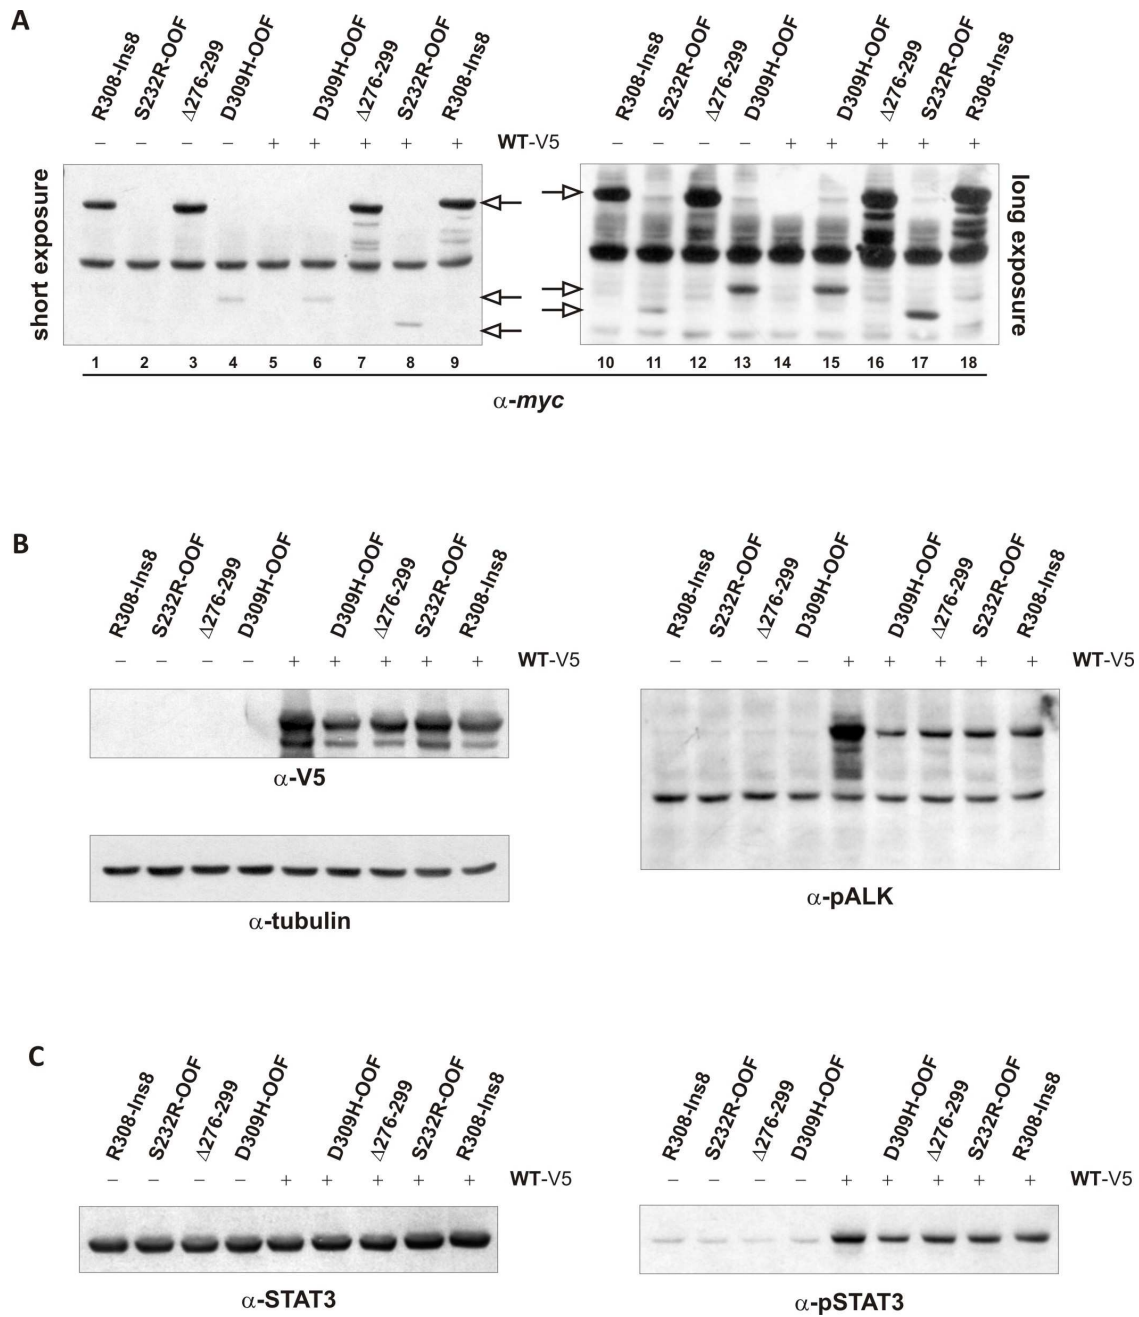 A
R308-Ins8 S232R-OOF Δ276-299 D309H-OOF D309H-OOF Δ276-299 S232R-OOF R308-Ins8
R308-Ins8 S232R-OOF Δ276-299 D309H-OOF D309H-OOF Δ276-299 S232R-OOF R308-Ins8
– – – – + + + + + WT-V5 – – – – + + + + +
short exposure
long exposure
1 2 3 4 5 6 7 8 9 10 11 12 13 14 15 16 17 18
α-myc
B
R308-Ins8 S232R-OOF Δ276-299 D309H-OOF D309H-OOF Δ276-299 S232R-OOF R308-Ins8
– – – – + + + + + WT-V5
α-V5
α-tubulin
R308-Ins8 S232R-OOF Δ276-299 D309H-OOF D309H-OOF Δ276-299 S232R-OOF R308-Ins8
– – – – + + + + + WT-V5
α-pALK
C
R308-Ins8 S232R-OOF Δ276-299 D309H-OOF D309H-OOF Δ276-299 S232R-OOF R308-Ins8
– – – – + + + + + WT-V5
α-STAT3
R308-Ins8 S232R-OOF Δ276-299 D309H-OOF D309H-OOF Δ276-299 S232R-OOF R308-Ins8
– – – – + + + + + WT-V5
α-pSTAT3